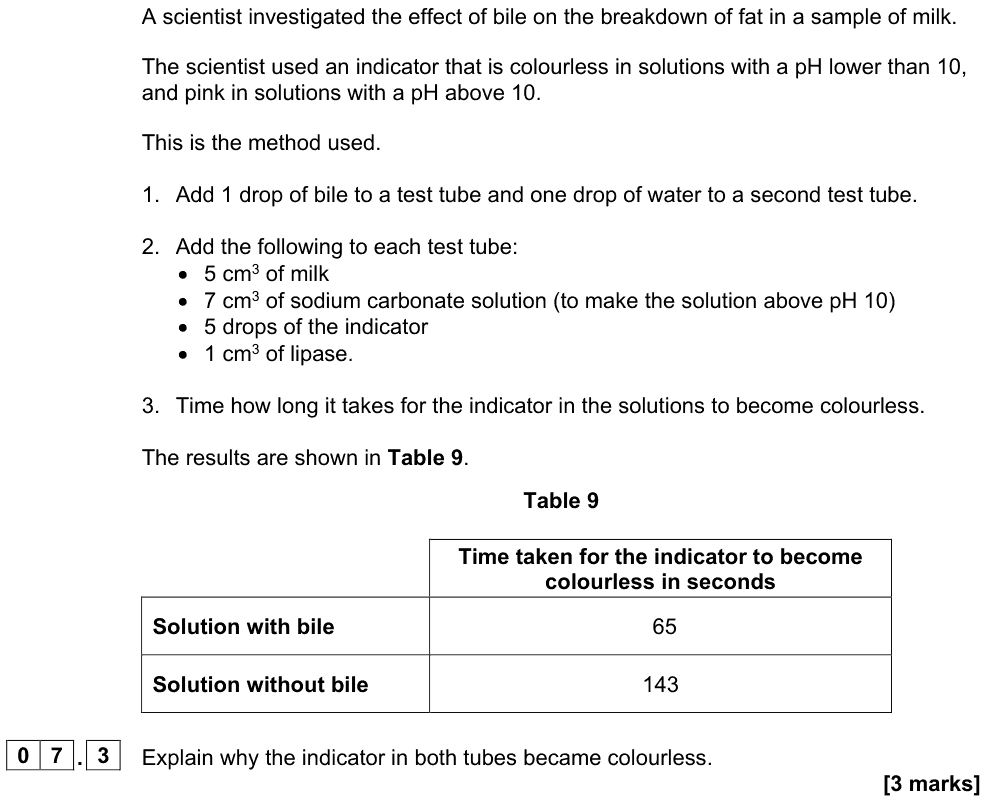 A scientist investigated the effect of bile on the breakdown of fat in a sample of milk.
The scientist used an indicator that is colourless in solutions with a pH lower than 10,
and pink in solutions with a pH above 10.
This is the method used.
1. Add 1 drop of bile to a test tube and one drop of water to a second test tube.
2. Add the following to each test tube:
• 5 cm³ of milk
• 7 cm³ of sodium carbonate solution (to make the solution above pH 10)
• 5 drops of the indicator
• 1 cm³ of lipase.
3. Time how long it takes for the indicator in the solutions to become colourless.
The results are shown in Table 9.
Table 9
Time taken for the indicator to become
colourless in seconds
Solution with bile 65
Solution without bile 143
0 7 . 3 Explain why the indicator in both tubes became colourless.
[3 marks]